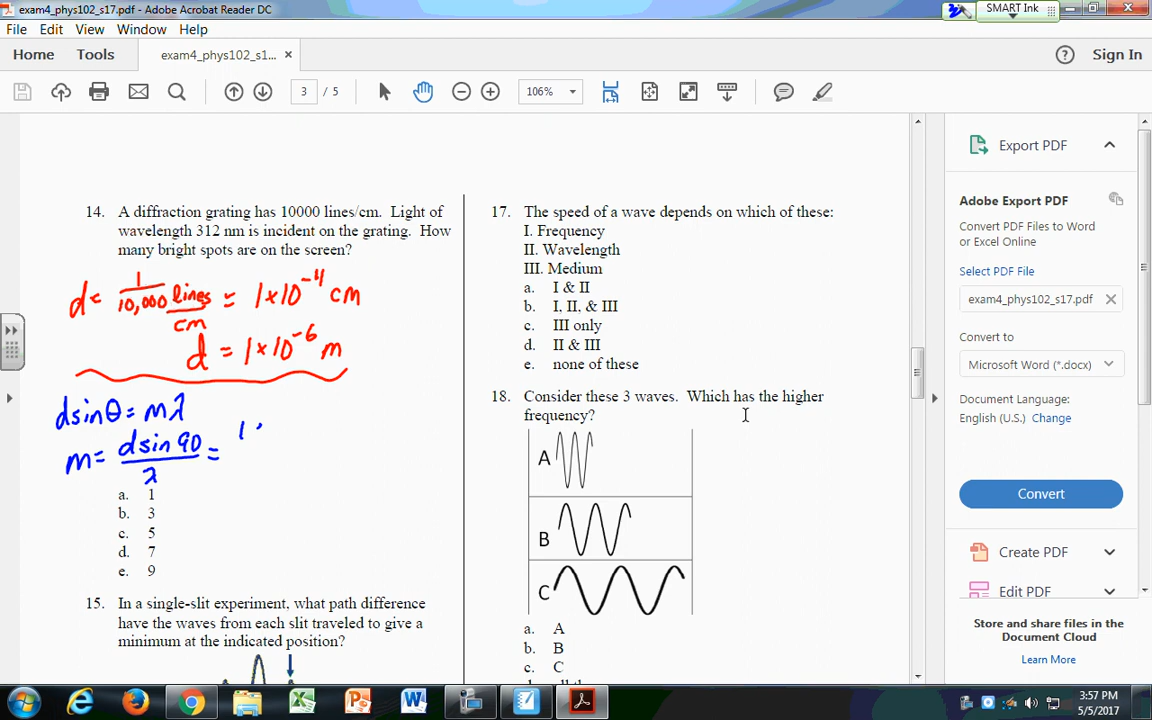 exam4_phys102_s17.pdf - Adobe Acrobat Reader DC
SMART Ink
File Edit View Window Help
Home Tools exam4_phys102_s1... × Sign In
3 / 5 106%
14. A diffraction grating has 10000 lines/cm. Light of
wavelength 312 nm is incident on the grating. How
many bright spots are on the screen?
d = 1 / 10,000 lines/cm = 1×10⁻⁴ cm
d = 1×10⁻⁶ m
dsinθ = mλ
m = dsin90 / λ =
a. 1
b. 3
c. 5
d. 7
e. 9
15. In a single-slit experiment, what path difference
have the waves from each slit traveled to give a
minimum at the indicated position?
17. The speed of a wave depends on which of these:
I. Frequency
II. Wavelength
III. Medium
a. I & II
b. I, II, & III
c. III only
d. II & III
e. none of these
18. Consider these 3 waves. Which has the higher
frequency?
A
B
C
a. A
b. B
c. C
Export PDF
Adobe Export PDF
Convert PDF Files to Word
or Excel Online
Select PDF File
exam4_phys102_s17.pdf
Convert to
Microsoft Word (*.docx)
Document Language:
English (U.S.) Change
Convert
Create PDF
Edit PDF
Store and share files in the
Document Cloud
Learn More
3:57 PM
5/5/2017